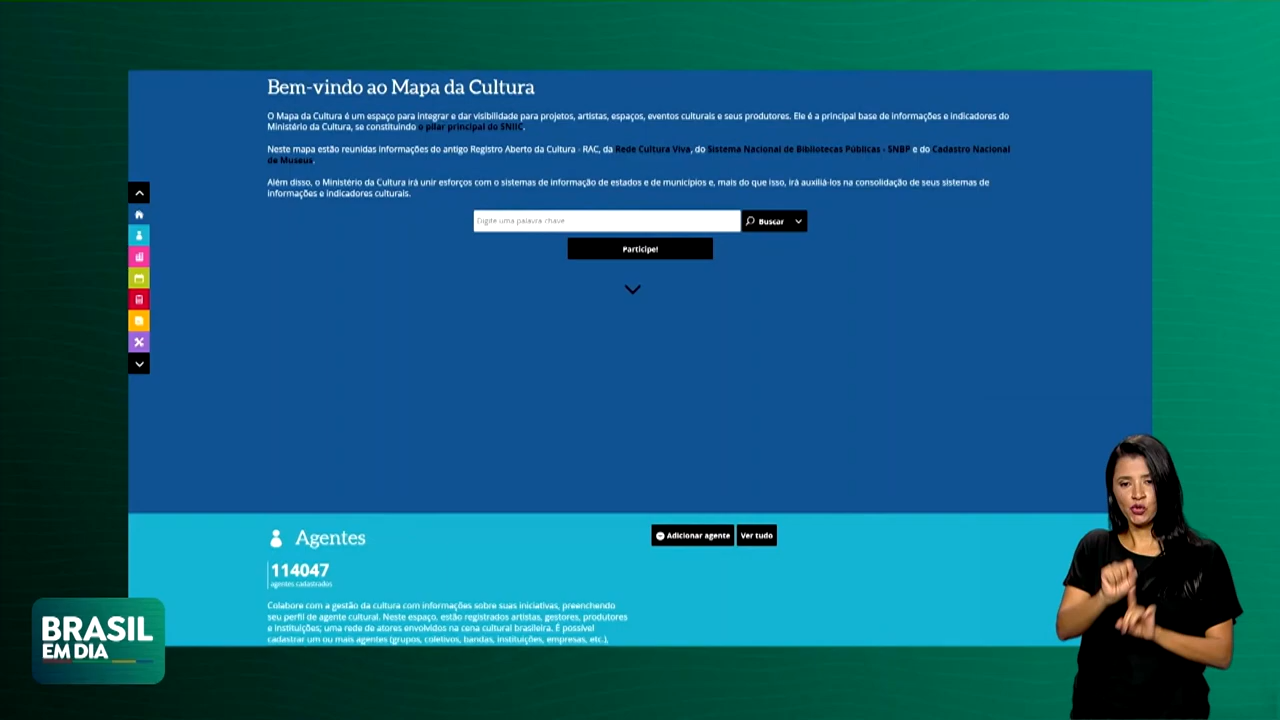 Bem-vindo ao Mapa da Cultura
O Mapa da Cultura é um espaço para integrar e dar visibilidade para projetos, artistas, espaços, eventos culturais e seus produtores. Ele é a principal base de informações e indicadores do
Ministério da Cultura, se constituindo o pilar principal do SNIIC.
Neste mapa estão reunidas informações do antigo Registro Aberto da Cultura - RAC, da Rede Cultura Viva, do Sistema Nacional de Bibliotecas Públicas - SNBP e do Cadastro Nacional
de Museus.
Além disso, o Ministério da Cultura irá unir esforços com o sistemas de informação de estados e de municípios e, mais do que isso, irá auxiliá-los na consolidação de seus sistemas de
informações e indicadores culturais.
Digite uma palavra chave
Buscar
Participe!
Agentes
Adicionar agente
Ver tudo
114047
agentes cadastrados
Colabore com a gestão da cultura com informações sobre suas iniciativas, preenchendo
seu perfil de agente cultural. Neste espaço, estão registrados artistas, gestores, produtores
e instituições; uma rede de atores envolvidos na cena cultural brasileira. É possível
cadastrar um ou mais agentes (grupos, coletivos, bandas, instituições, empresas, etc.),
BRASIL
EM DIA